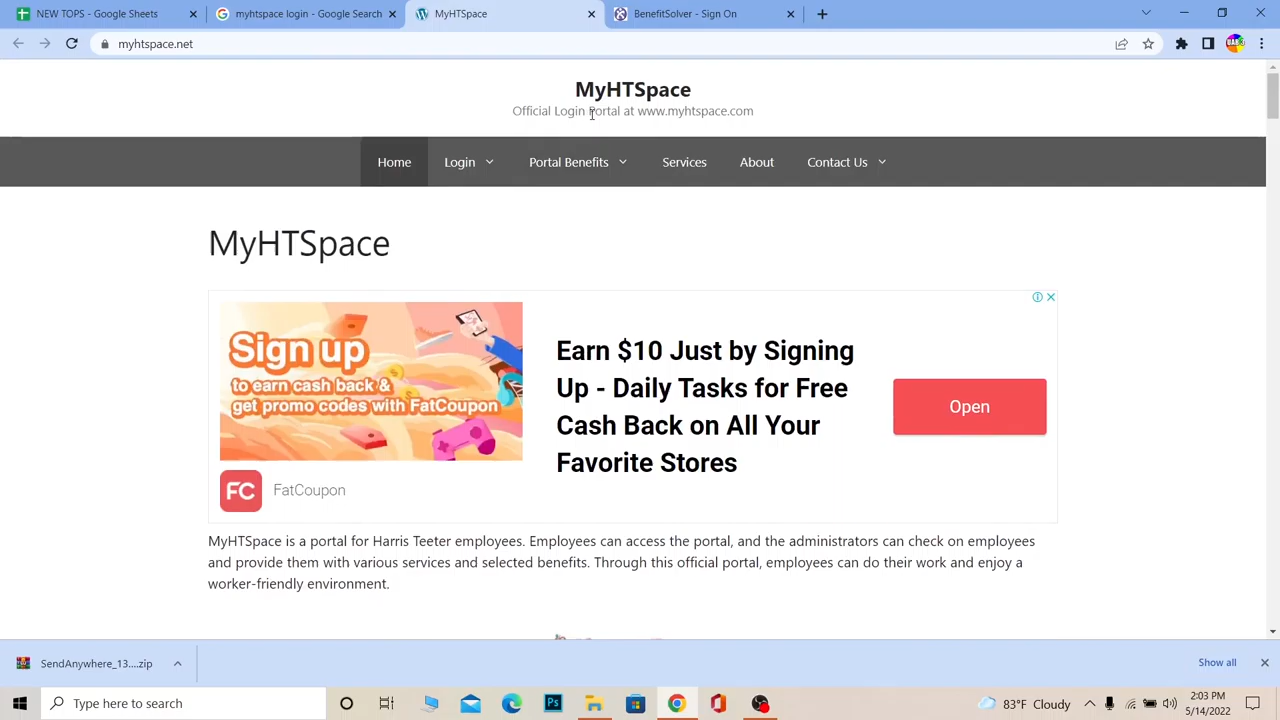 NEW TOPS - Google Sheets
myhtspace login - Google Search
MyHTSpace
BenefitSolver - Sign On
myhtspace.net
MyHTSpace
Official Login Portal at www.myhtspace.com
Home
Login
Portal Benefits
Services
About
Contact Us
MyHTSpace
Sign up
to earn cash back &
get promo codes with FatCoupon
FC
FatCoupon
Earn $10 Just by Signing
Up - Daily Tasks for Free
Cash Back on All Your
Favorite Stores
Open
MyHTSpace is a portal for Harris Teeter employees. Employees can access the portal, and the administrators can check on employees
and provide them with various services and selected benefits. Through this official portal, employees can do their work and enjoy a
worker-friendly environment.
SendAnywhere_13....zip
Show all
Type here to search
Ps
83°F Cloudy
2:03 PM
5/14/2022